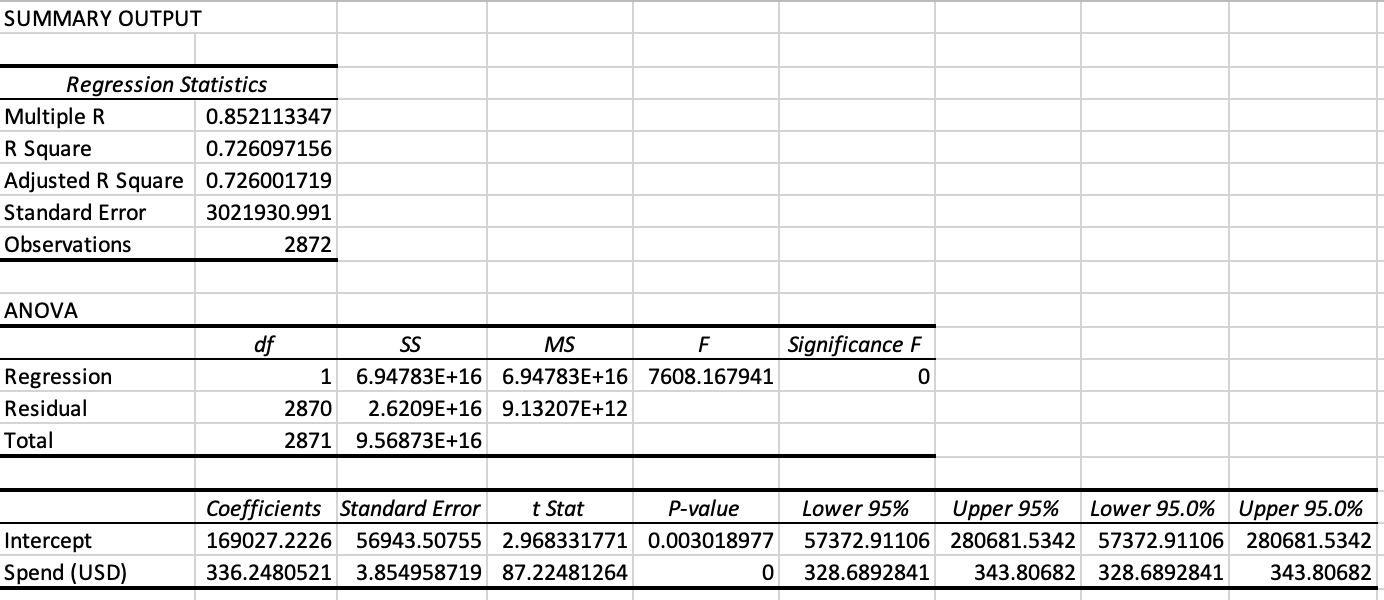 SUMMARY OUTPUT
Regression Statistics
Multiple R 0.852113347
R Square 0.726097156
Adjusted R Square 0.726001719
Standard Error 3021930.991
Observations 2872
ANOVA
df SS MS F Significance F
Regression 1 6.94783E+16 6.94783E+16 7608.167941 0
Residual 2870 2.6209E+16 9.13207E+12
Total 2871 9.56873E+16
Coefficients Standard Error t Stat P-value Lower 95% Upper 95% Lower 95.0% Upper 95.0%
Intercept 169027.2226 56943.50755 2.968331771 0.003018977 57372.91106 280681.5342 57372.91106 280681.5342
Spend (USD) 336.2480521 3.854958719 87.22481264 0 328.6892841 343.80682 328.6892841 343.80682